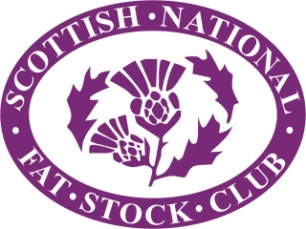 SCOTTISH · NATIONAL
FAT · STOCK · CLUB